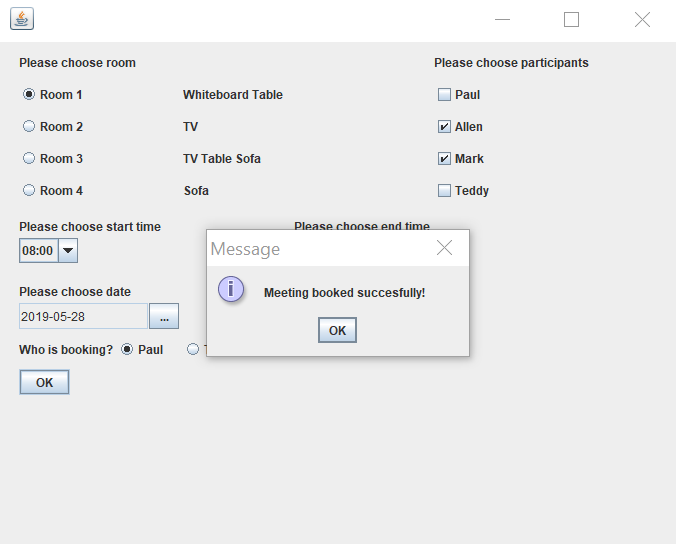 Please choose room
Please choose participants
Room 1 Whiteboard Table
Paul
Room 2 TV
Allen
Room 3 TV Table Sofa
Mark
Room 4 Sofa
Teddy
Please choose start time
Please choose end time
08:00
Message
Meeting booked succesfully!
OK
Please choose date
2019-05-28 ...
Who is booking? Paul
OK